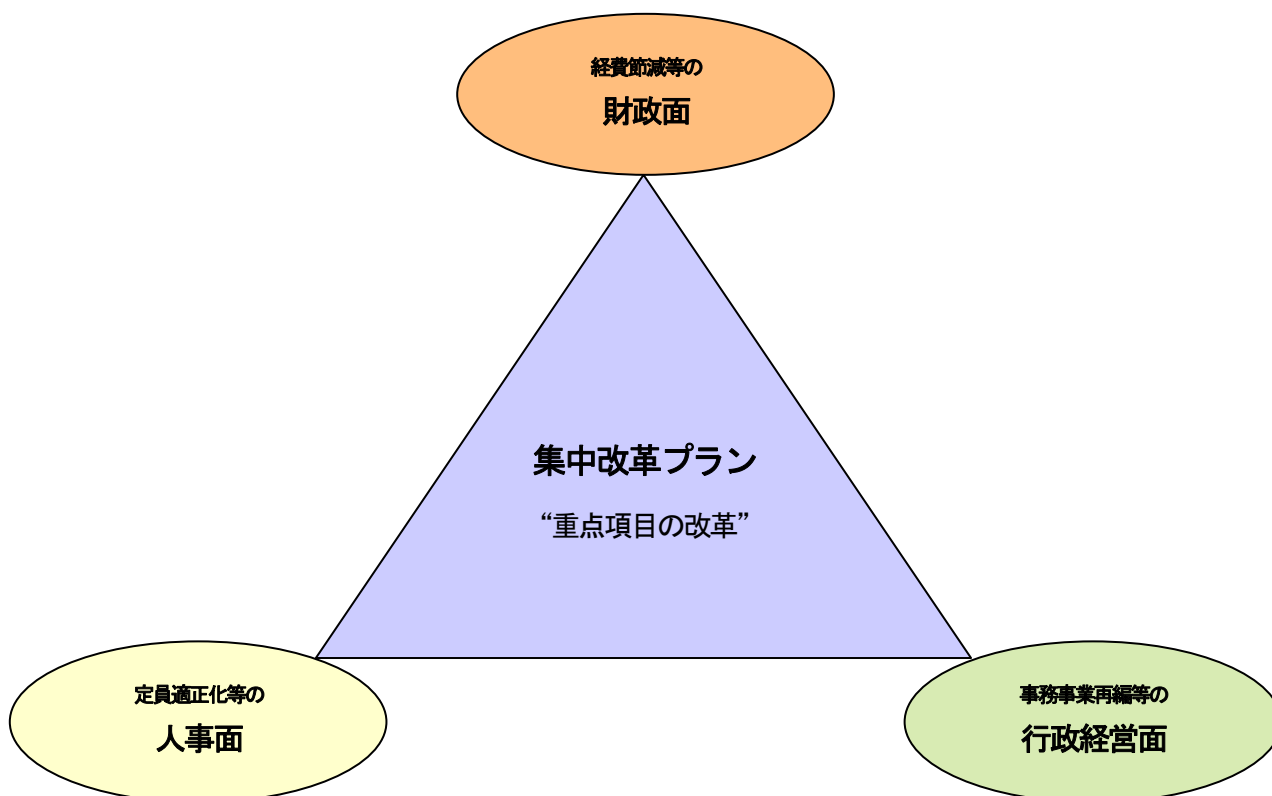 経費節減等の
財政面
集中改革プラン
“重点項目の改革”
定員適正化等の
人事面
事務事業再編等の
行政経営面